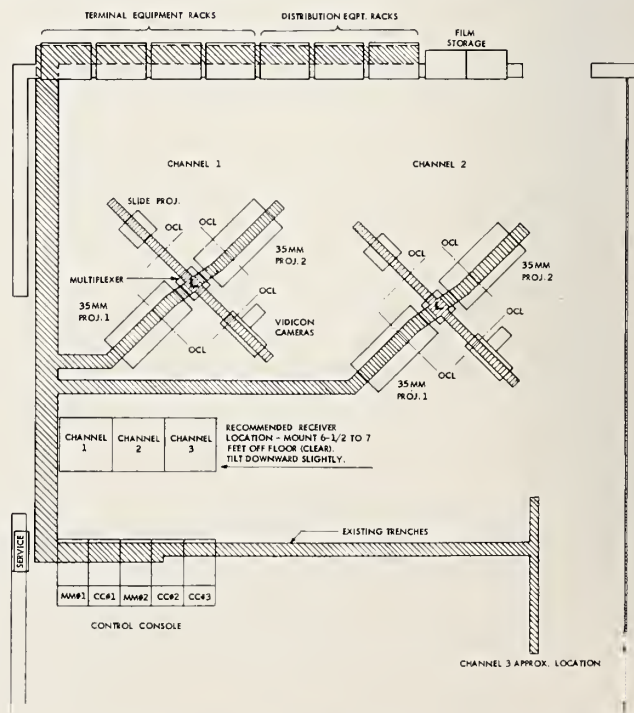 TERMINAL EQUIPMENT RACKS
DISTRIBUTION EQPT. RACKS
FILM
STORAGE
CHANNEL 1
CHANNEL 2
SLIDE PROJ.
OCL
OCL
35MM
PROJ. 2
MULTIPLEXER
35MM
PROJ. 1
OCL
OCL
VIDICON
CAMERAS
OCL
OCL
35MM
PROJ. 2
OCL
OCL
35MM
PROJ. 1
CHANNEL
1
CHANNEL
2
CHANNEL
3
RECOMMENDED RECEIVER
LOCATION - MOUNT 6-1/2 TO 7
FEET OFF FLOOR (CLEAR).
TILT DOWNWARD SLIGHTLY.
SERVICE
EXISTING TRENCHES
MM#1
CC#1
MM#2
CC#2
CC#3
CONTROL CONSOLE
CHANNEL 3 APPROX. LOCATION